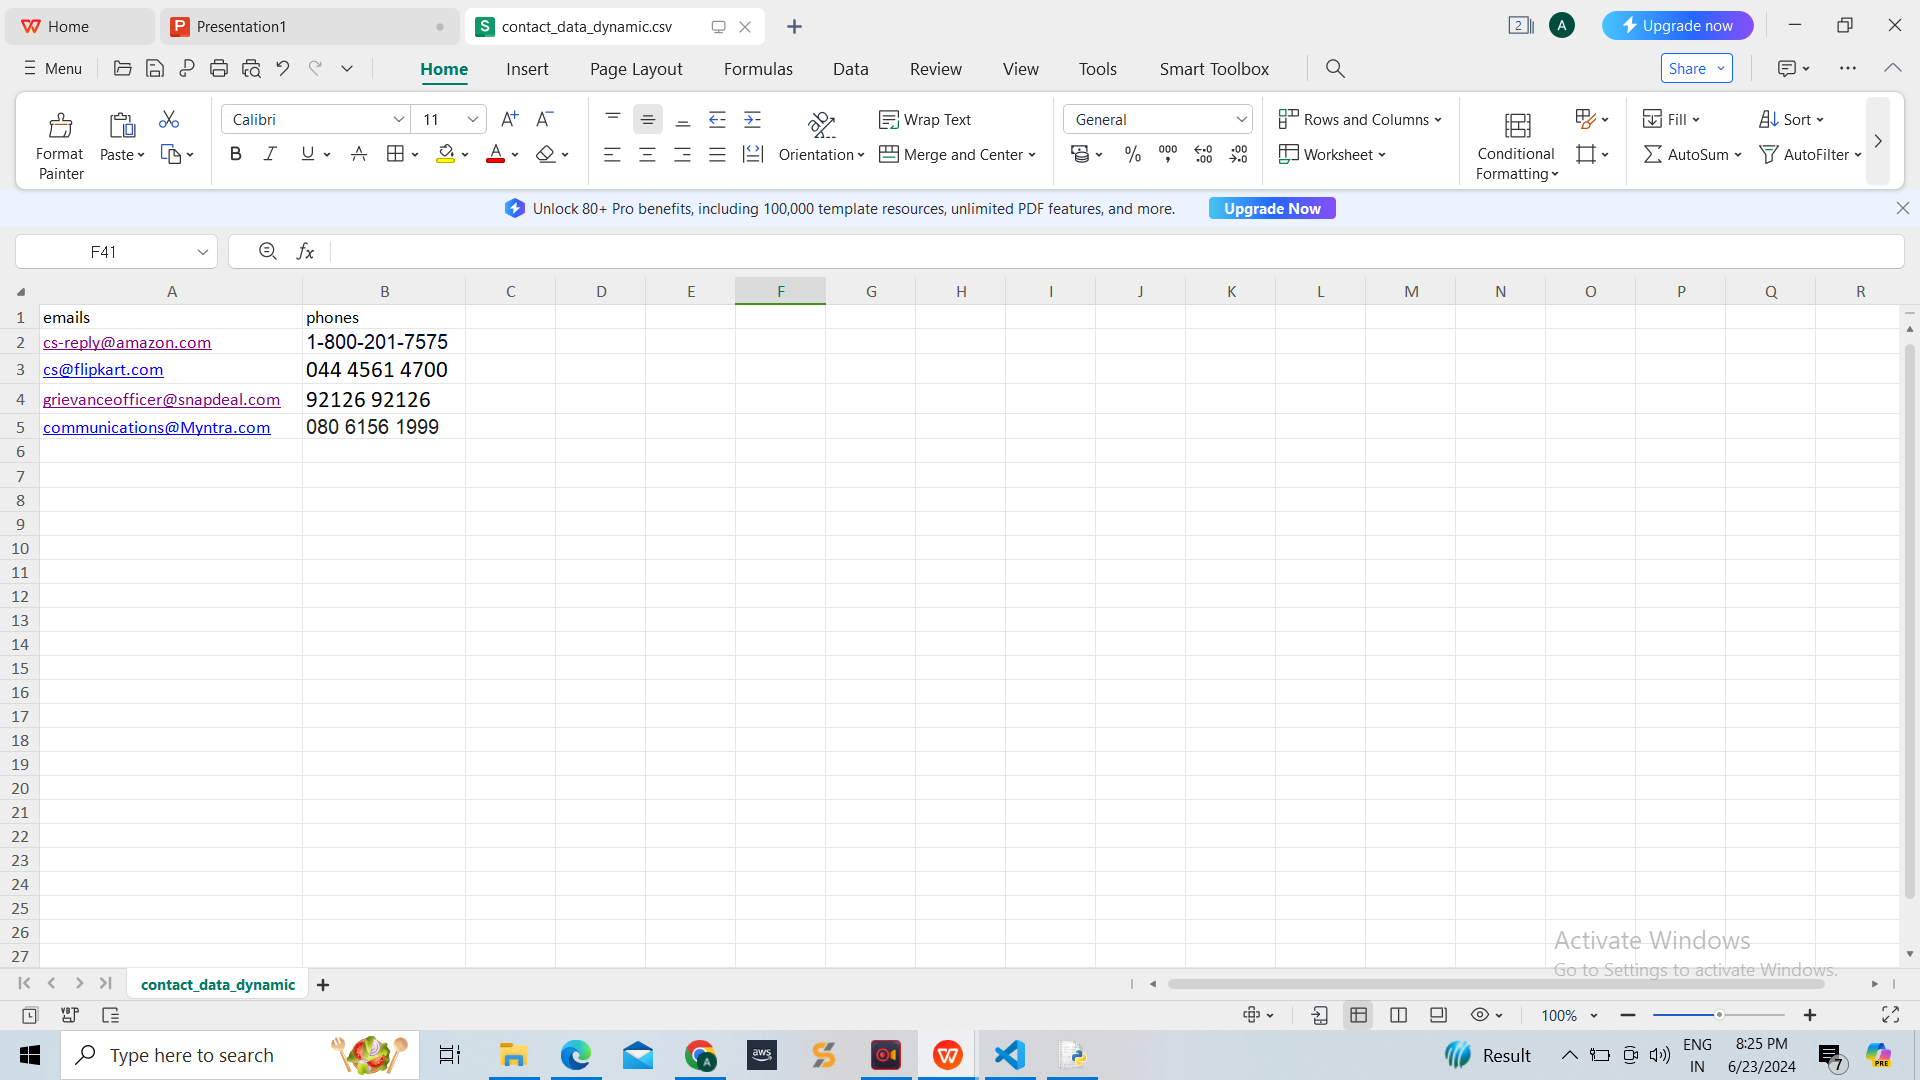 Home
Presentation1
contact_data_dynamic.csv
2
A
Upgrade now
Menu
Home
Insert
Page Layout
Formulas
Data
Review
View
Tools
Smart Toolbox
Share
Format
Painter
Paste
Calibri
11
Orientation
Wrap Text
Merge and Center
General
Rows and Columns
Worksheet
Conditional
Formatting
Fill
AutoSum
Sort
AutoFilter
Unlock 80+ Pro benefits, including 100,000 template resources, unlimited PDF features, and more.
Upgrade Now
F41
fx
A B C D E F G H I J K L M N O P Q R
1 emails phones
2 cs-reply@amazon.com 1-800-201-7575
3 cs@flipkart.com 044 4561 4700
4 grievanceofficer@snapdeal.com 92126 92126
5 communications@Myntra.com 080 6156 1999
6
7
8
9
10
11
12
13
14
15
16
17
18
19
20
21
22
23
24
25
26
27
Activate Windows
Go to Settings to activate Windows.
contact_data_dynamic
100%
Type here to search
aws
Result
ENG
IN
8:25 PM
6/23/2024
7
PRE